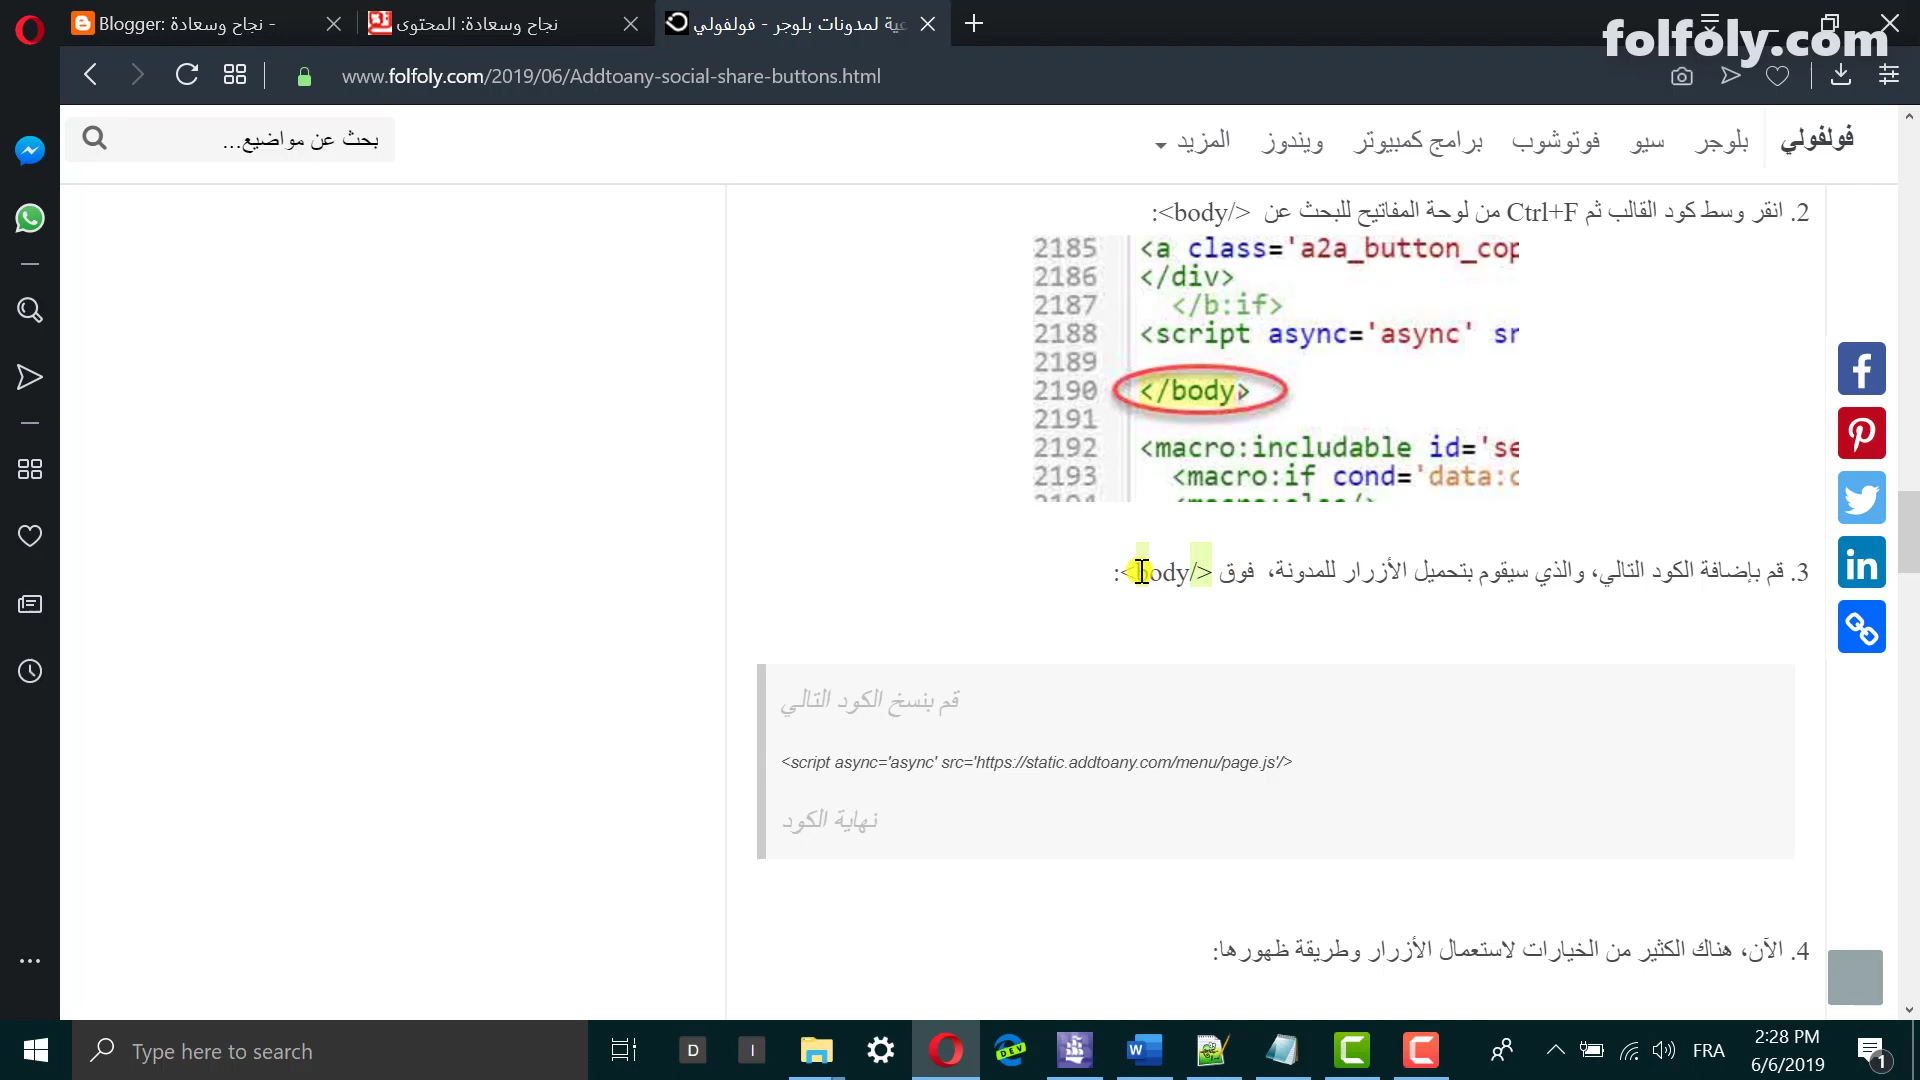 Blogger: نجاح وسعادة -
نجاح وسعادة: المحتوى
عية لمدونات بلوجر - فولفولي
folfoly.com
www.folfoly.com/2019/06/Addtoany-social-share-buttons.html
فولفولي
بلوجر
سيو
فوتوشوب
برامج كمبيوتر
ويندوز
المزيد
بحث عن مواضيع...
2. انقر وسط كود القالب ثم Ctrl+F من لوحة المفاتيح للبحث عن </body>:
2185 <a class='a2a_button_cop
2186 </div>
2187 </b:if>
2188 <script async='async' sr
2189
2190 </body>
2191
2192 <macro:includable id='se
2193 <macro:if cond='data:c
2194 <macro:else/>
3. قم بإضافة الكود التالي، والذي سيقوم بتحميل الأزرار للمدونة، فوق </body>:
قم بنسخ الكود التالي
<script async='async' src='https://static.addtoany.com/menu/page.js'/>
نهاية الكود
4. الآن، هناك الكثير من الخيارات لاستعمال الأزرار وطريقة ظهورها:
Type here to search
D
I
DEV
FRA
2:28 PM
6/6/2019
1